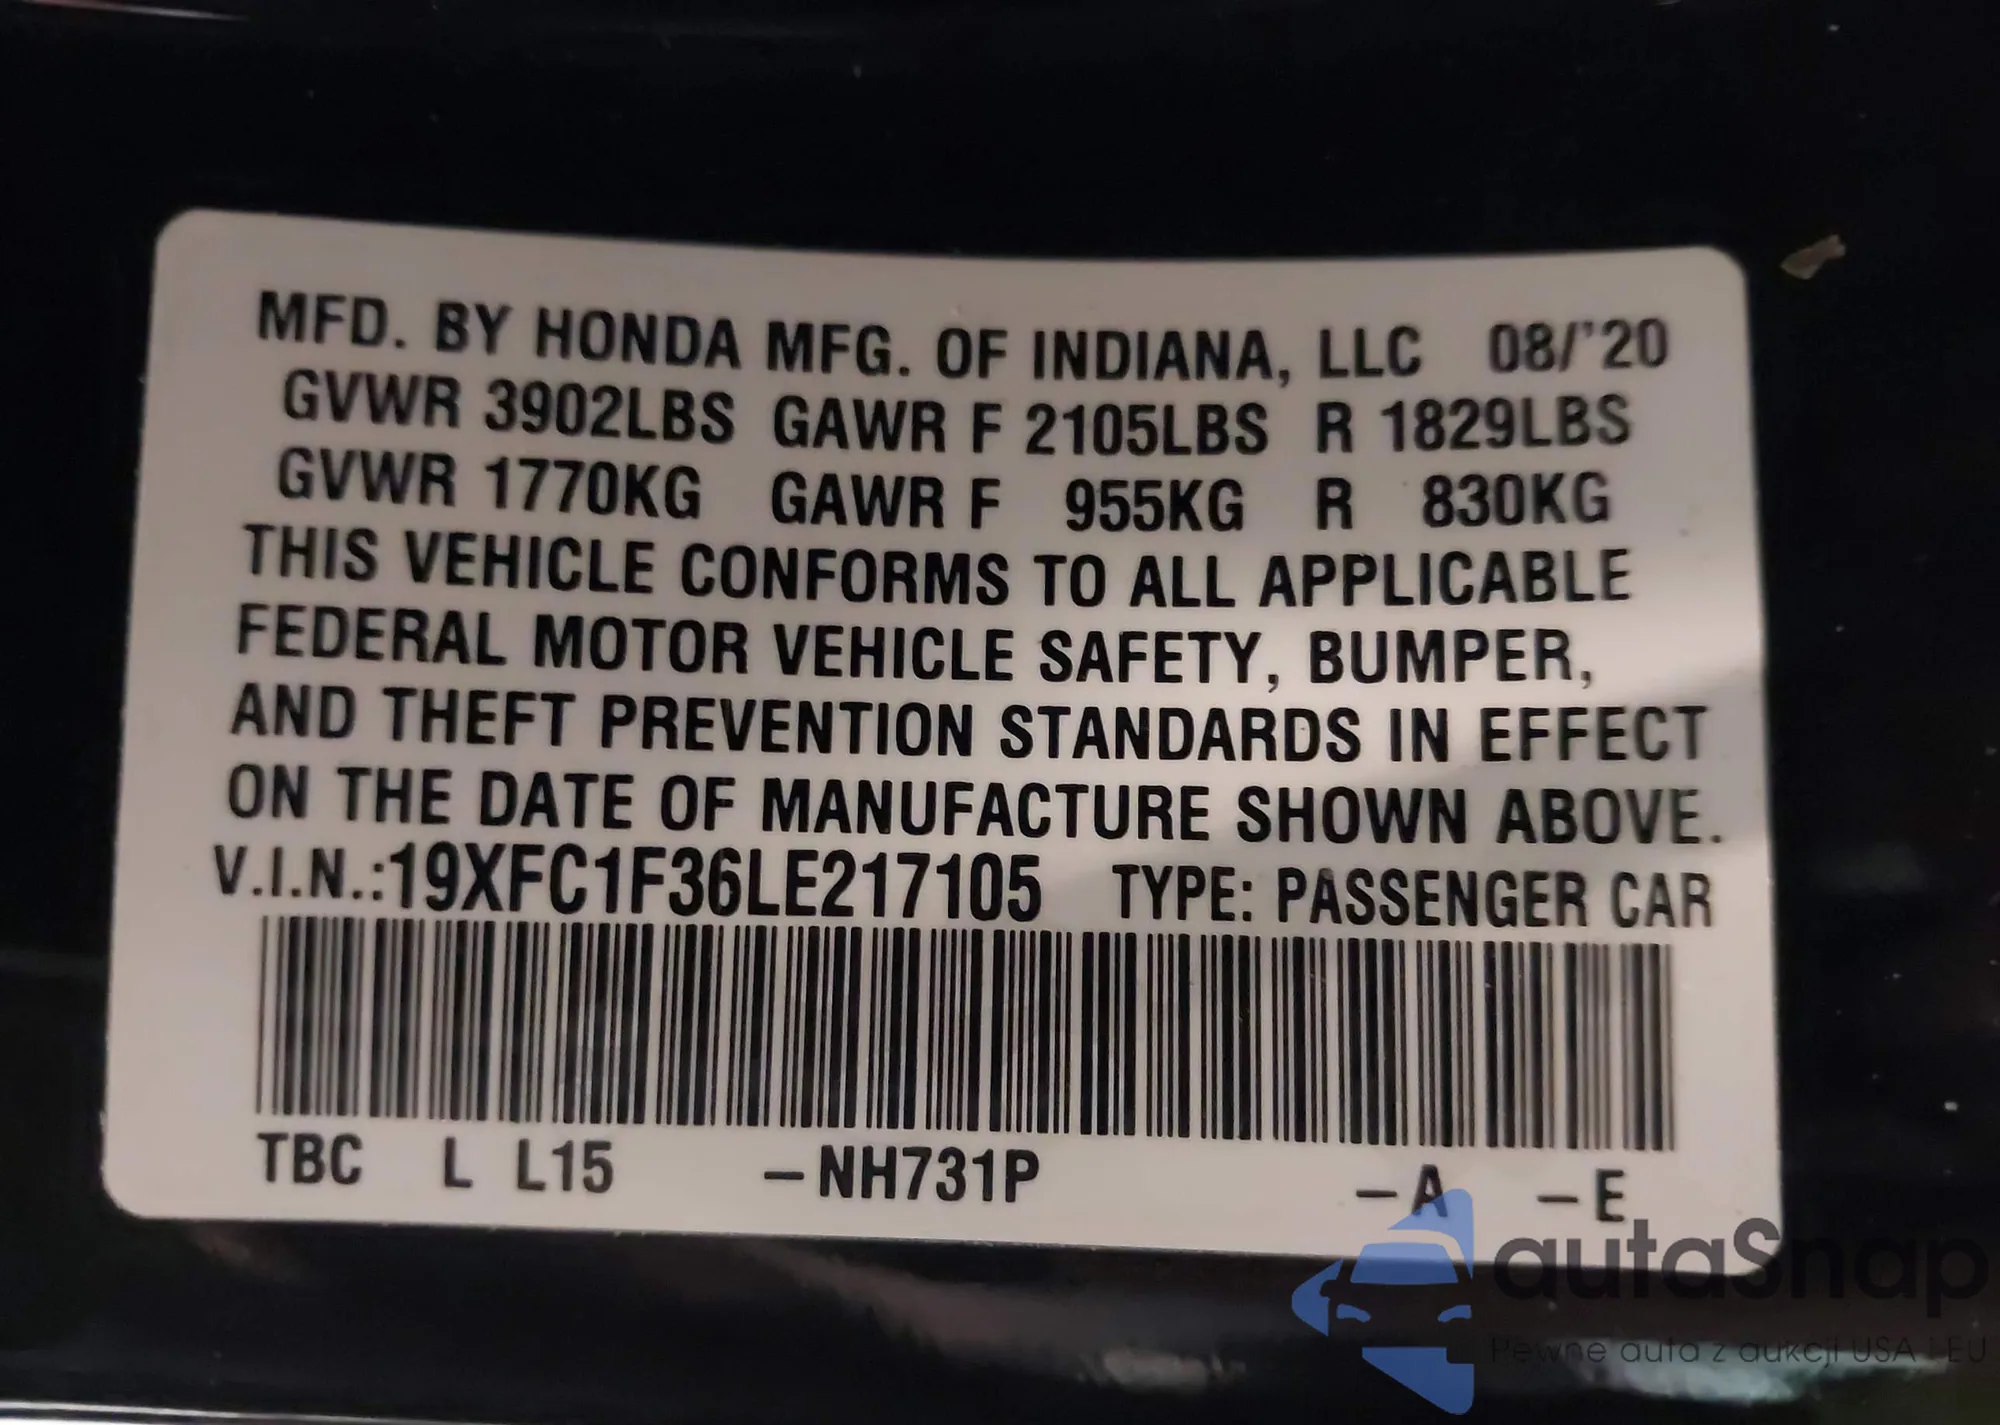 MFD. BY HONDA MFG. OF INDIANA, LLC 08/'20
GVWR 3902LBS GAWR F 2105LBS R 1829LBS
GVWR 1770KG GAWR F 955KG R 830KG
THIS VEHICLE CONFORMS TO ALL APPLICABLE
FEDERAL MOTOR VEHICLE SAFETY, BUMPER,
AND THEFT PREVENTION STANDARDS IN EFFECT
ON THE DATE OF MANUFACTURE SHOWN ABOVE.
V.I.N.:19XFC1F36LE217105 TYPE: PASSENGER CAR
TBC L L15 –NH731P –A –E
autaSnap
Pewne auta z aukcji USA i EU